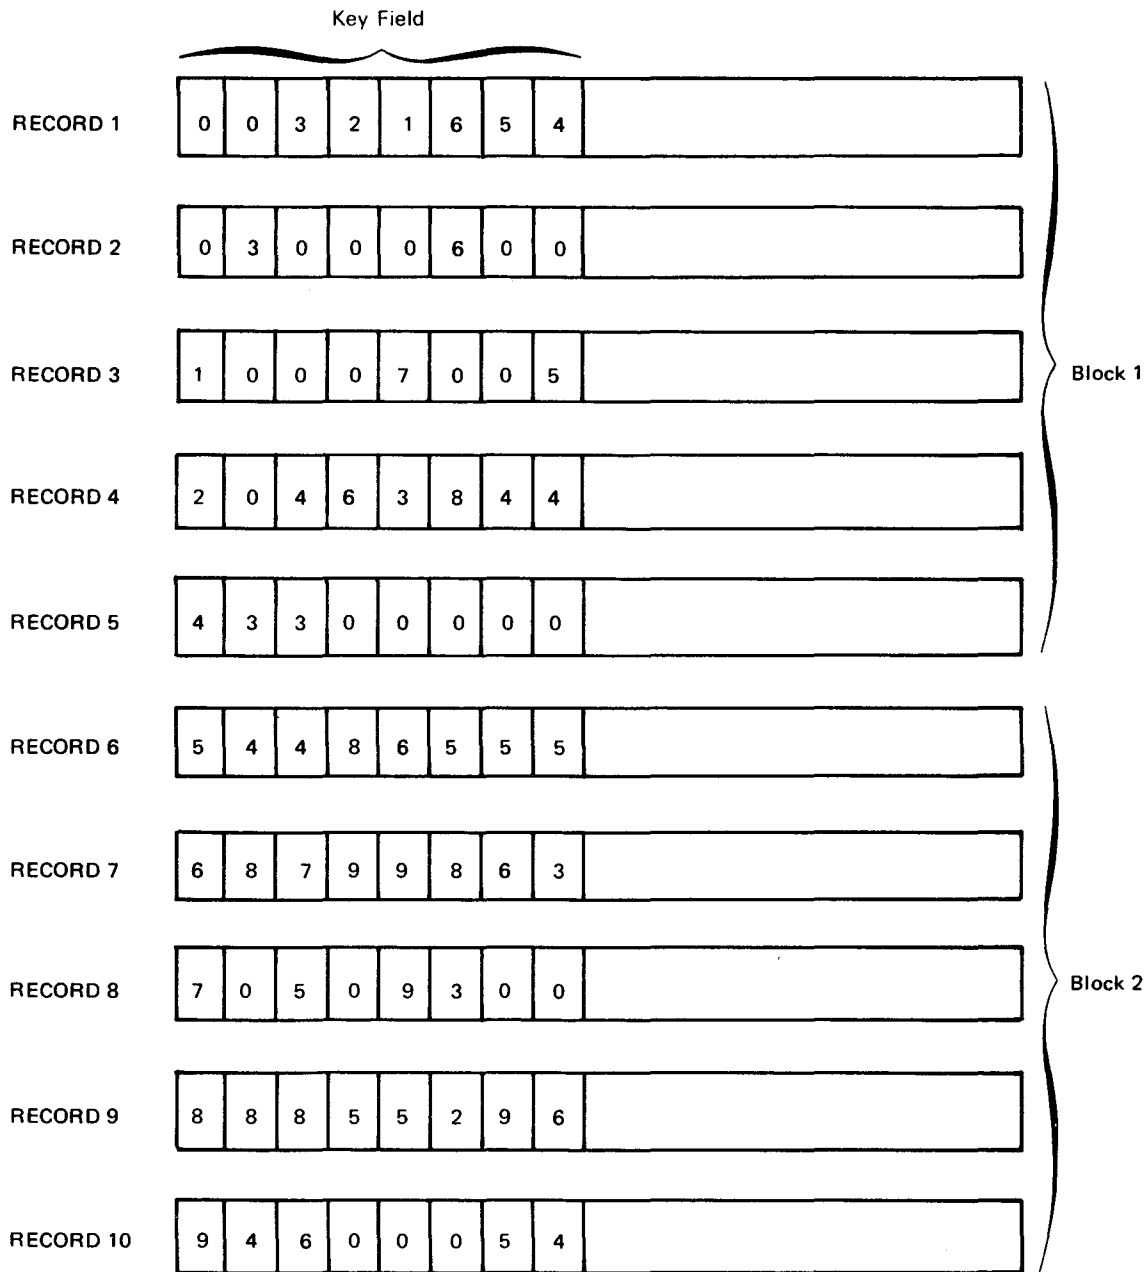 Key Field
RECORD 1 0 0 3 2 1 6 5 4
RECORD 2 0 3 0 0 0 6 0 0
RECORD 3 1 0 0 0 7 0 0 5
Block 1
RECORD 4 2 0 4 6 3 8 4 4
RECORD 5 4 3 3 0 0 0 0 0
RECORD 6 5 4 4 8 6 5 5 5
RECORD 7 6 8 7 9 9 8 6 3
RECORD 8 7 0 5 0 9 3 0 0
Block 2
RECORD 9 8 8 8 5 5 2 9 6
RECORD 10 9 4 6 0 0 0 5 4